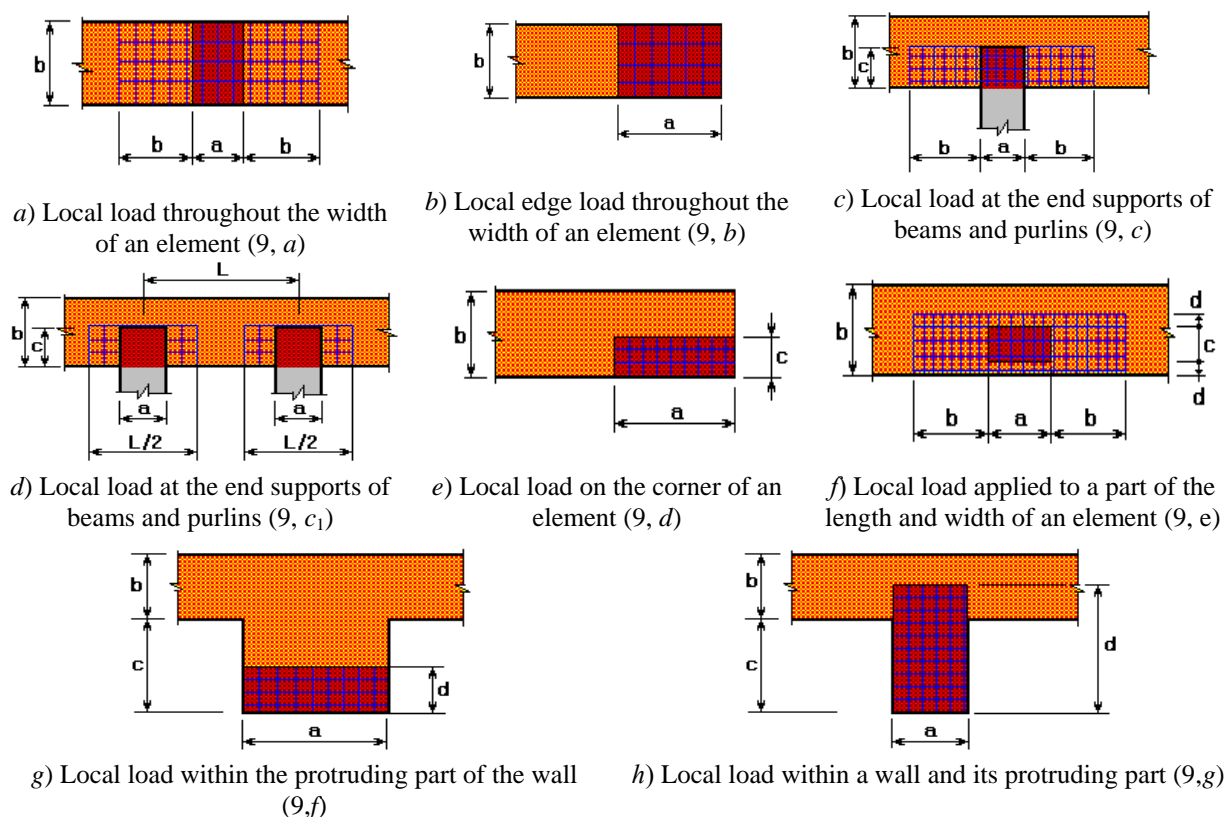 b
b
a
b
a) Local load throughout the width
of an element (9, a)
b
a
b) Local edge load throughout the
width of an element (9, b)
b
c
b
a
b
c) Local load at the end supports of
beams and purlins (9, c)
L
b
c
a
a
L/2
L/2
d) Local load at the end supports of
beams and purlins (9, c1)
b
c
a
e) Local load on the corner of an
element (9, d)
b
d
c
d
b
a
b
f) Local load applied to a part of the
length and width of an element (9, e)
b
c
d
a
g) Local load within the protruding part of the wall
(9,f)
b
c
d
a
h) Local load within a wall and its protruding part (9,g)